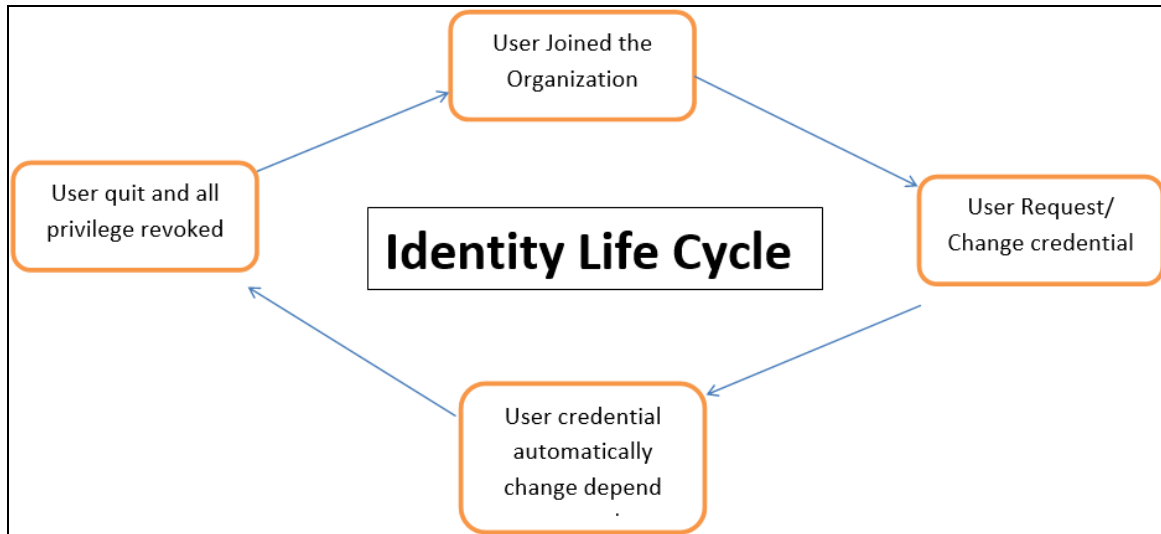 User Joined the
Organization
User quit and all
privilege revoked
Identity Life Cycle
User Request/
Change credential
User credential
automatically
change depend